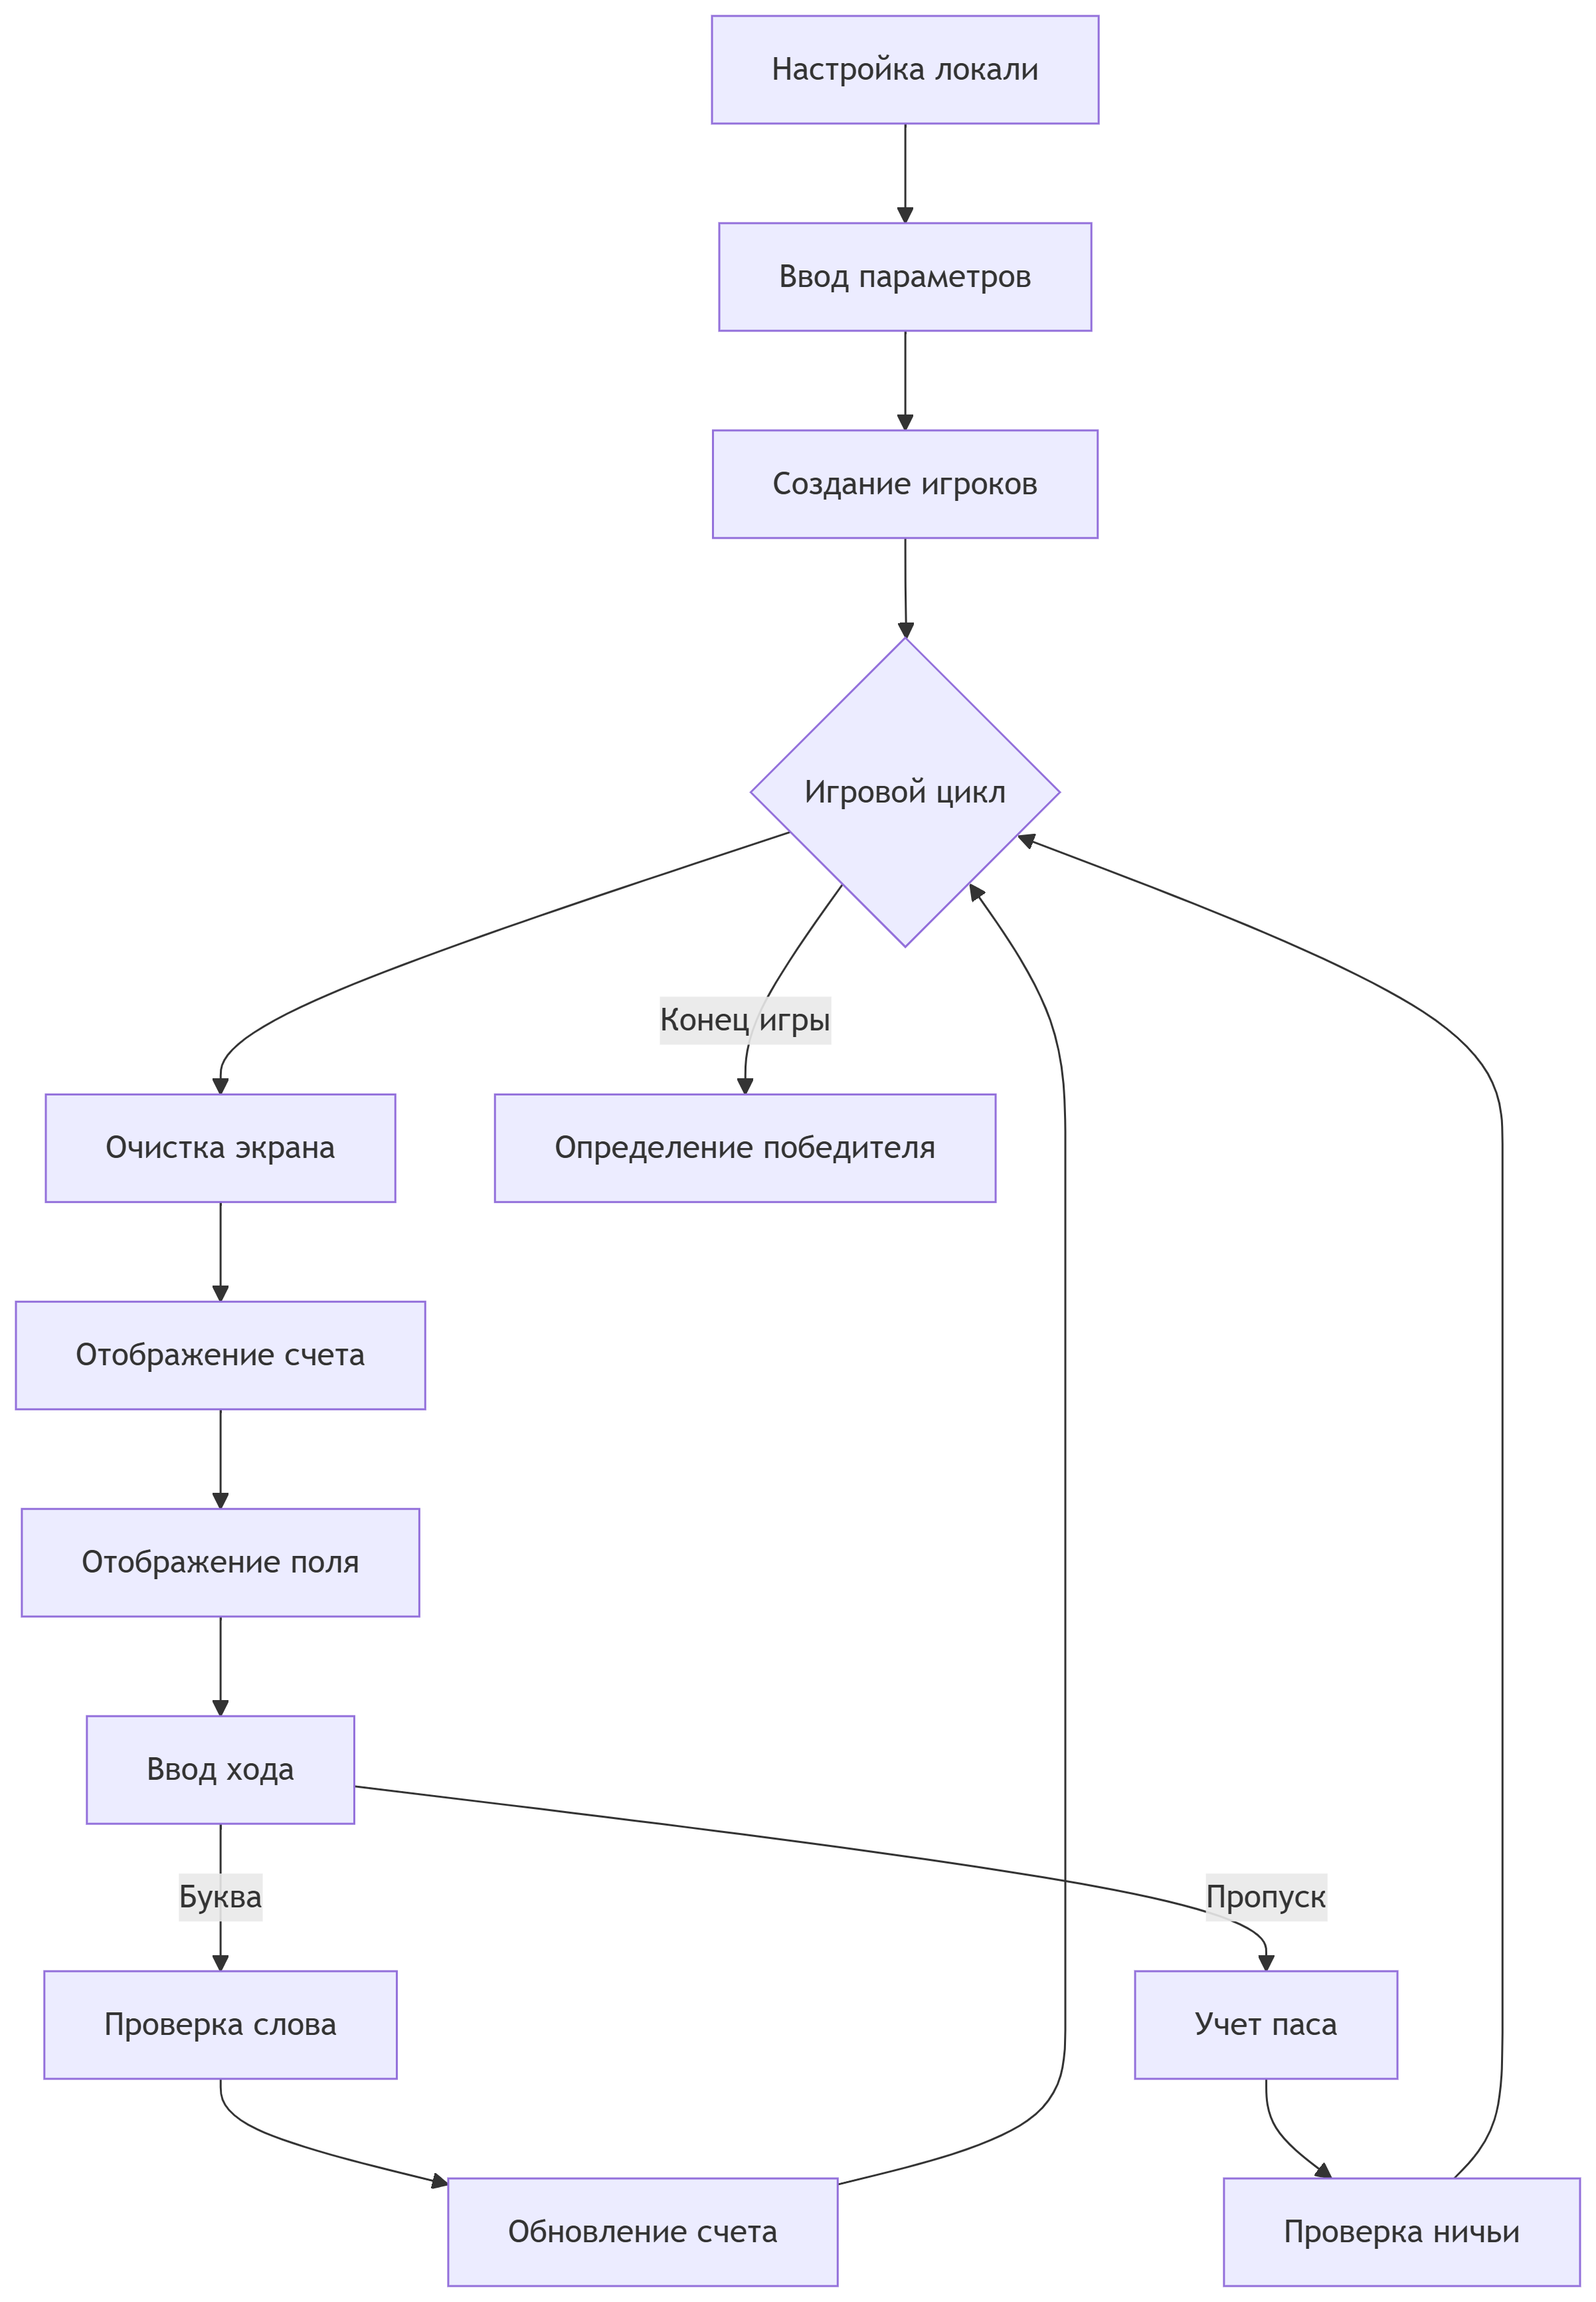 Настройка локали
Ввод параметров
Создание игроков
Игровой цикл
Конец игры
Очистка экрана
Определение победителя
Отображение счета
Отображение поля
Ввод хода
Буква
Пропуск
Проверка слова
Учет паса
Обновление счета
Проверка ничьи